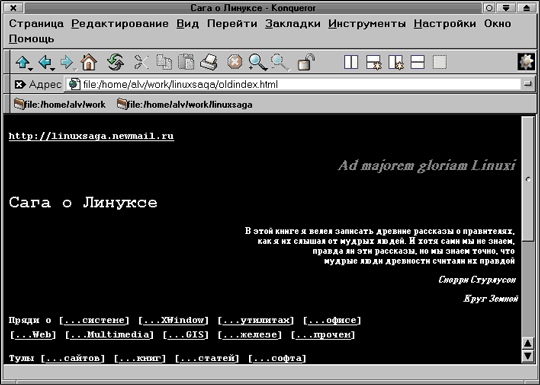 Сага о Линуксе - Konqueror
Страница Редактирование Вид Перейти Закладки Инструменты Настройки Окно
Помощь
Адрес file:/home/alv/work/linuxsaqa/oldindex.html
file:/home/alv/work file:/home/alv/work/linuxsaga
http://linuxsaga.newmail.ru
Ad majorem gloriam Linuxi
Сага о Линуксе
В этой книге я велел записать древние рассказы о правителях,
как я их слышал от мудрых людей. И хотя сами мы не знаем,
правда ли эти рассказы, но мы знаем точно, что
мудрые люди древности считали их правдой
Снорри Стурлусон
Круг Земной
Пряди о [...системе] [...XWindow] [...утилитах] [...офисе]
[...Web] [...Multimedia] [...GIS] [...железе] [...прочем]
Тулы [...сайтов] [...книг] [...статей] [...софта]